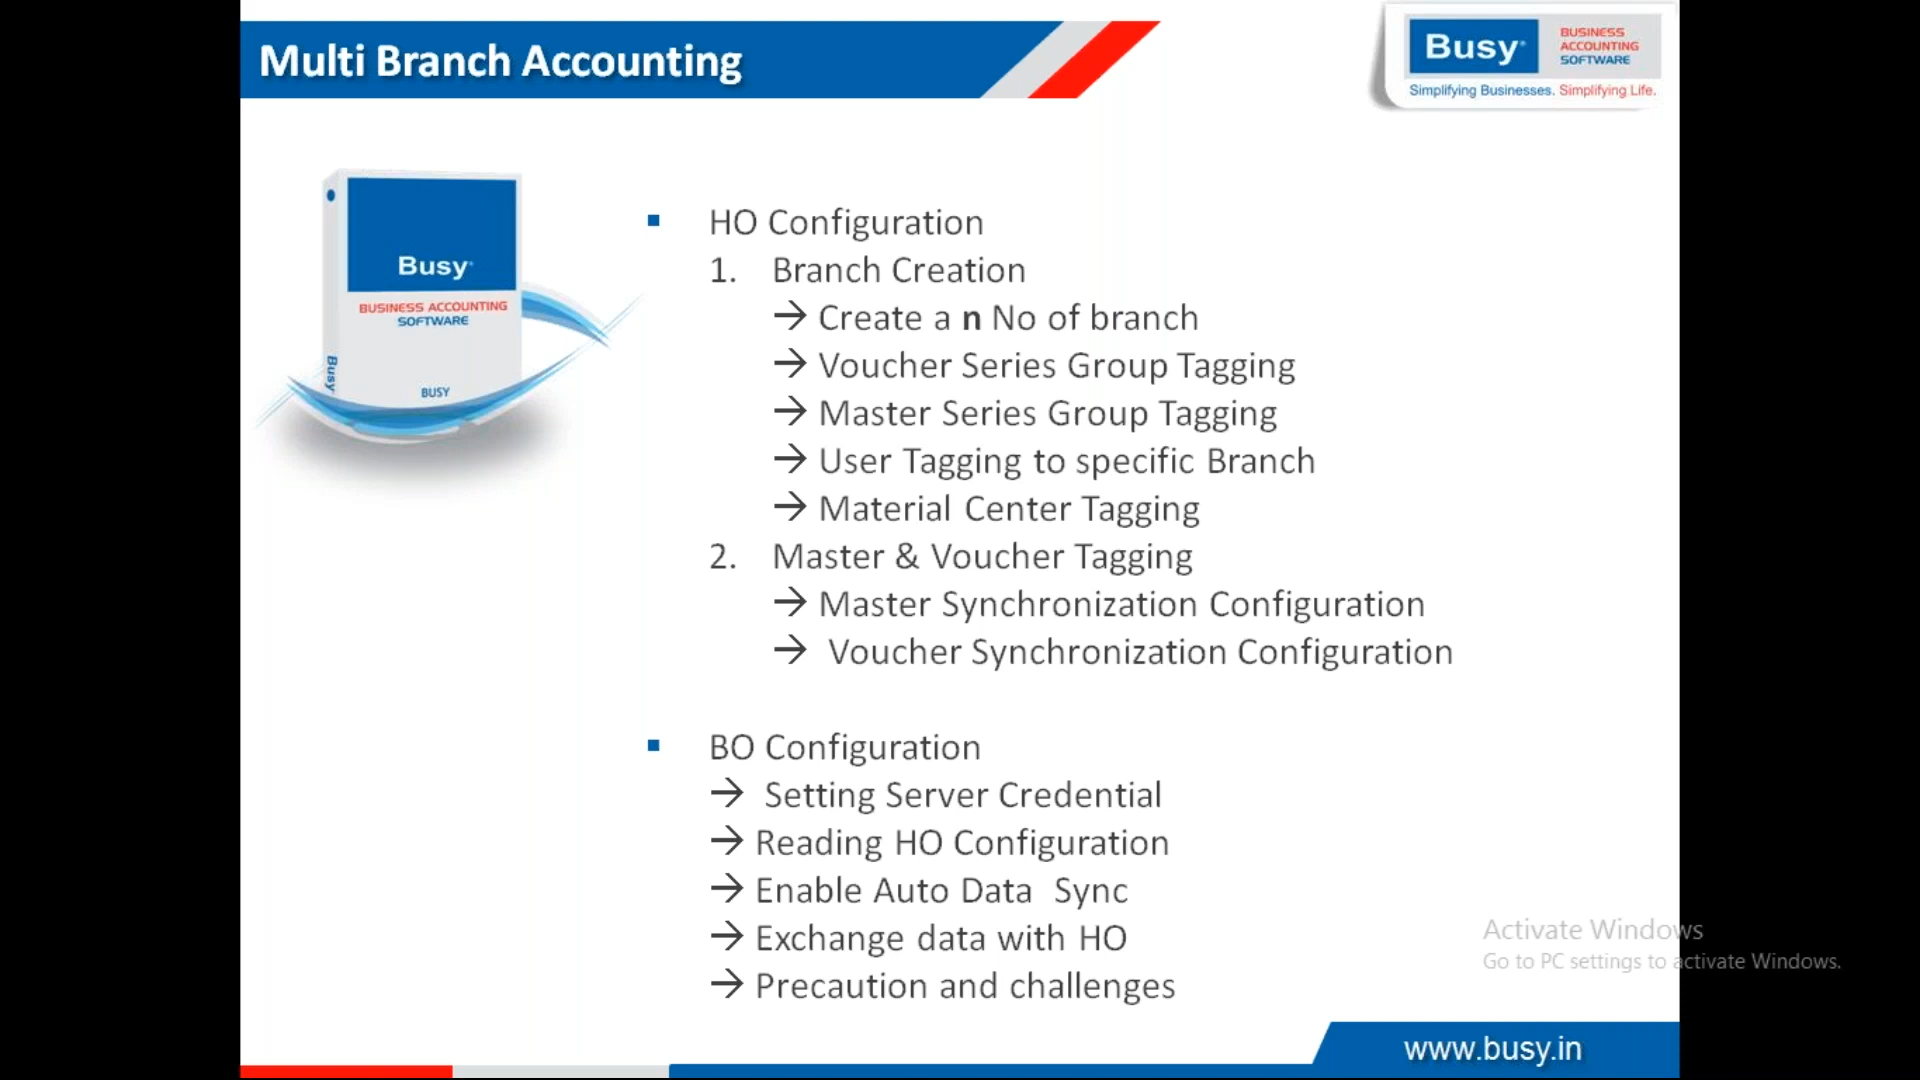 Multi Branch Accounting
Busy
BUSINESS
ACCOUNTING
SOFTWARE
Simplifying Businesses. Simplifying Life.
Busy
BUSINESS ACCOUNTING
SOFTWARE
Busy
BUSY
▪ HO Configuration
1. Branch Creation
→ Create a n No of branch
→ Voucher Series Group Tagging
→ Master Series Group Tagging
→ User Tagging to specific Branch
→ Material Center Tagging
2. Master & Voucher Tagging
→ Master Synchronization Configuration
→ Voucher Synchronization Configuration
▪ BO Configuration
→ Setting Server Credential
→ Reading HO Configuration
→ Enable Auto Data Sync
→ Exchange data with HO
→ Precaution and challenges
Activate Windows
Go to PC settings to activate Windows.
www.busy.in